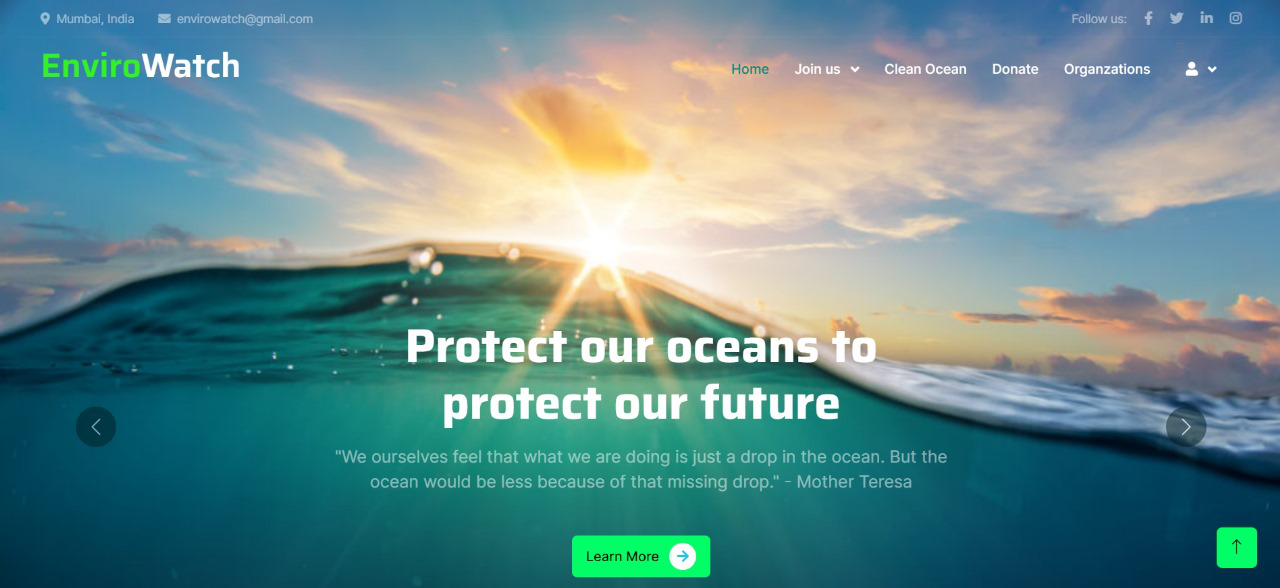 Mumbai, India envirowatch@gmail.com Follow us:
EnviroWatch
Home Join us Clean Ocean Donate Organzations
Protect our oceans to
protect our future
"We ourselves feel that what we are doing is just a drop in the ocean. But the
ocean would be less because of that missing drop." - Mother Teresa
Learn More